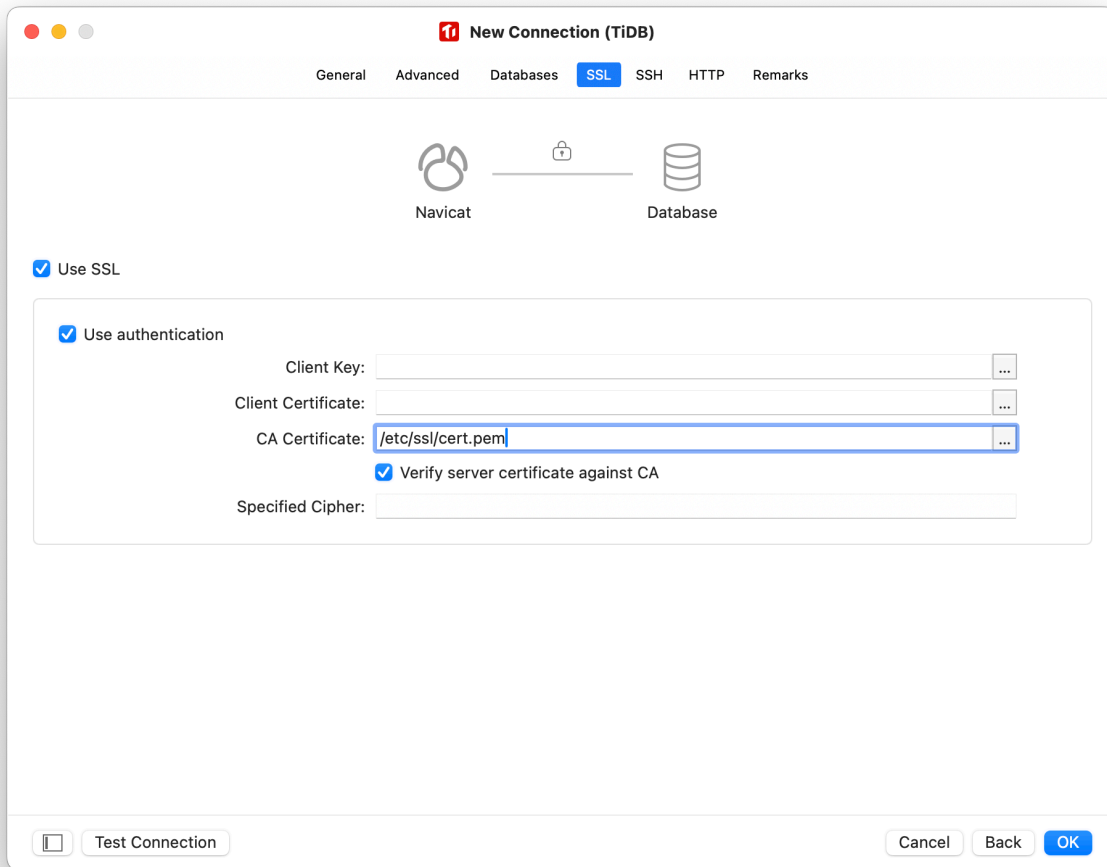 New Connection (TiDB)
General Advanced Databases SSL SSH HTTP Remarks
Navicat Database
Use SSL
Use authentication
Client Key: ...
Client Certificate: ...
CA Certificate: /etc/ssl/cert.pem ...
Verify server certificate against CA
Specified Cipher:
Test Connection Cancel Back OK